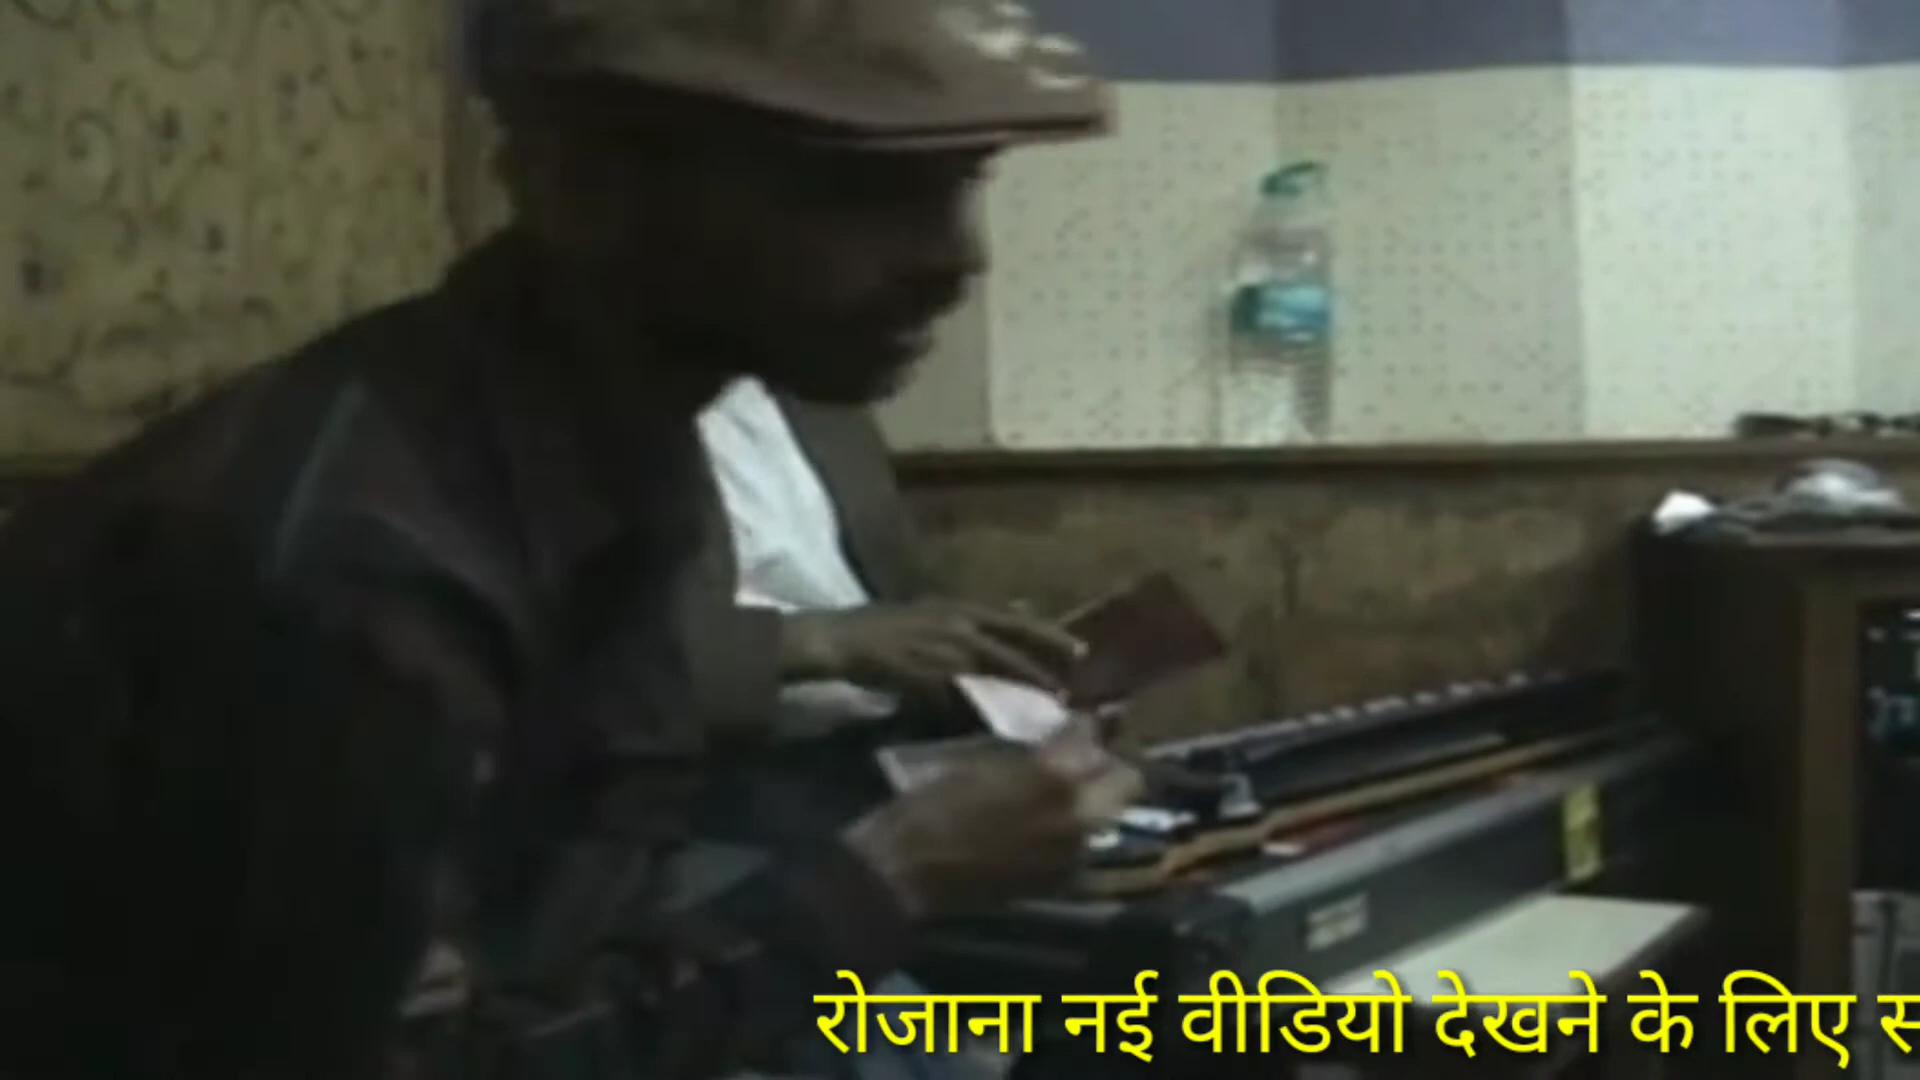 रोजाना नई वीडियो देखने के लिए